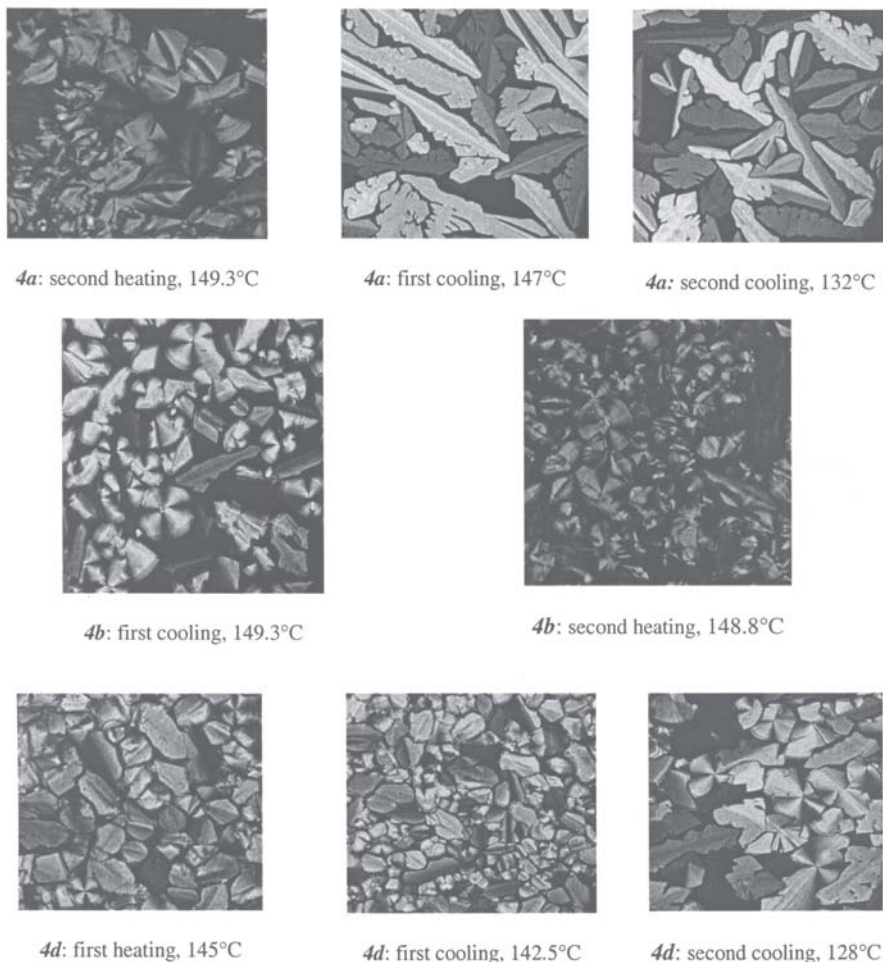 4a: second heating, 149.3°C
4a: first cooling, 147°C
4a: second cooling, 132°C
4b: first cooling, 149.3°C
4b: second heating, 148.8°C
4d: first heating, 145°C
4d: first cooling, 142.5°C
4d: second cooling, 128°C